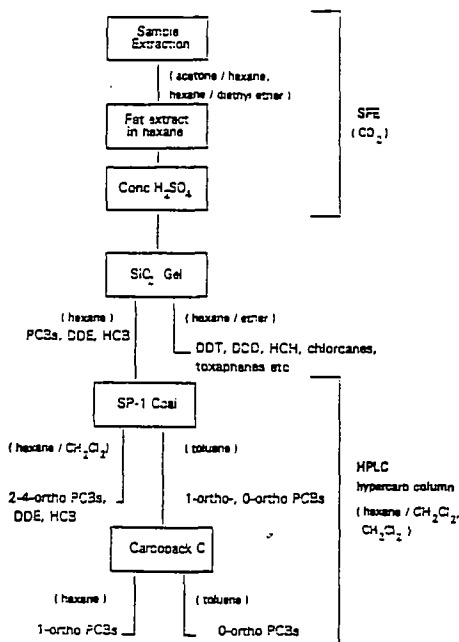 Sample
Extraction
( acetone / hexane,
hexane / diethyl ether )
Fat extract
in hexane
SFE
( CO2 )
Conc H2SO4
SiO2 Gel
( hexane )
( hexane / ether )
PCBs, DDE, HCB
DDT, DDD, HCH, chlorcanes,
toxaphanes etc
SP-1 Coal
( hexane / CH2Cl2 )
( toluene )
HPLC
hypercarb column
( hexane / CH2Cl2,
CH2Cl2 )
2-4-ortho PCBs,
DDE, HCB
1-ortho-, 0-ortho PCBs
Carbopack C
( hexane )
( toluene )
1-ortho PCBs
0-ortho PCBs